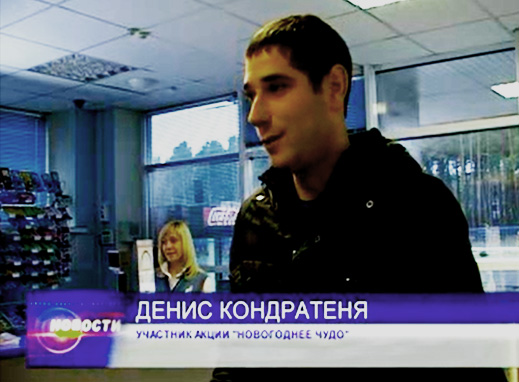 ДЕНИС КОНДРАТЕНЯ
НОВОСТИ
УЧАСТНИК АКЦИИ "НОВОГОДНЕЕ ЧУДО"